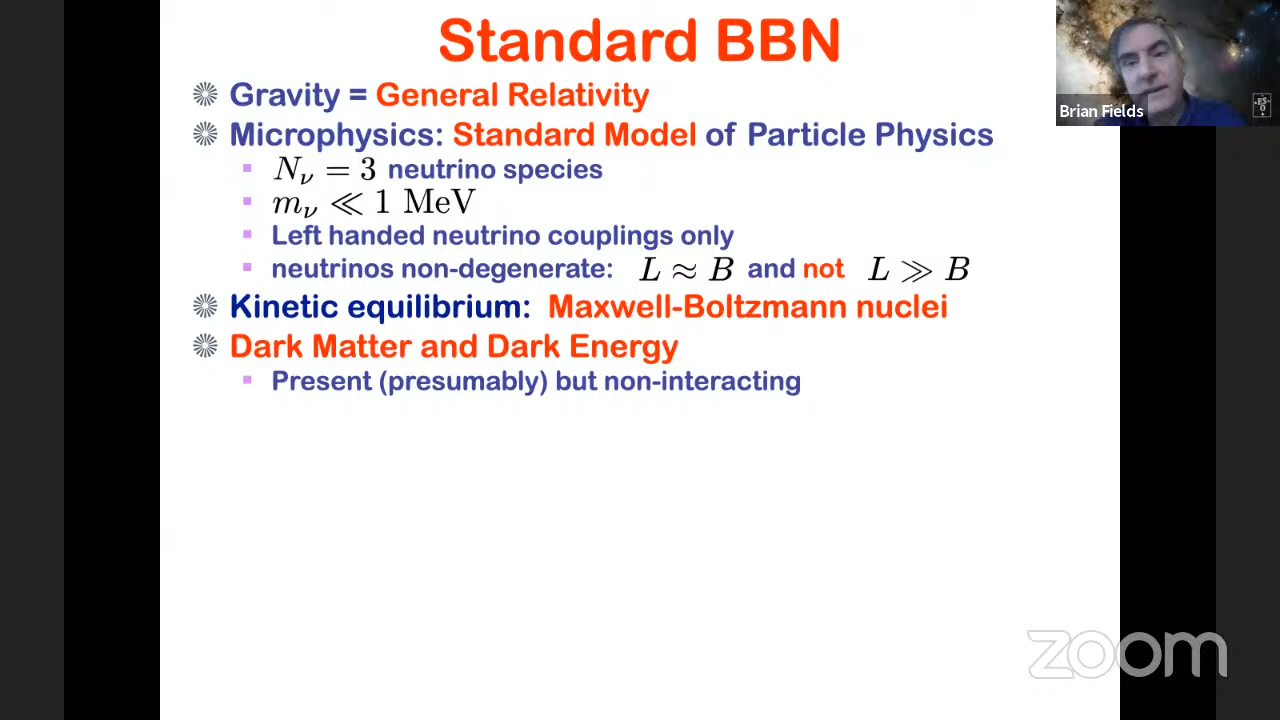 Standard BBN
Gravity = General Relativity
Microphysics: Standard Model of Particle Physics
N_ν = 3 neutrino species
m_ν ≪ 1 MeV
Left handed neutrino couplings only
neutrinos non-degenerate: L ≈ B and not L ≫ B
Kinetic equilibrium: Maxwell-Boltzmann nuclei
Dark Matter and Dark Energy
Present (presumably) but non-interacting
Brian Fields
zoom